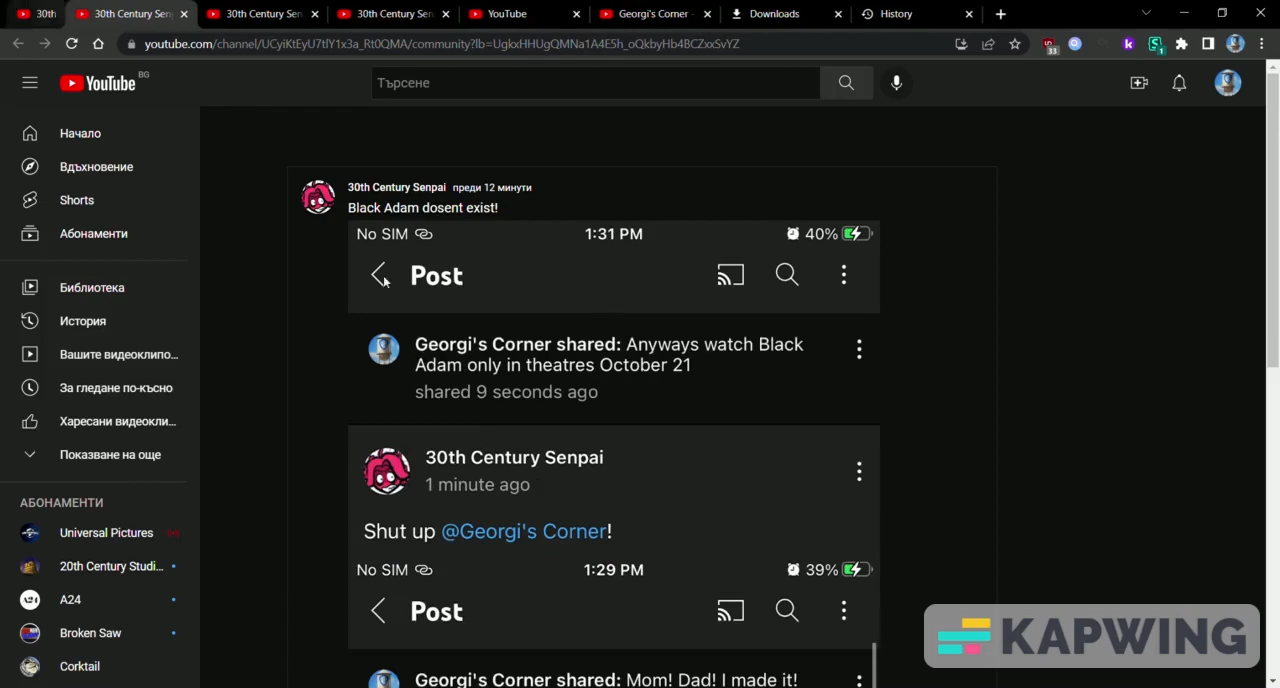 30th
30th Century Sen
30th Century Sen
30th Century Sen
YouTube
Georgi's Corner -
Downloads
History
youtube.com/channel/UCyiKtEyU7tlY1x3a_Rt0QMA/community?lb=UgkxHHUgQMNa1A4E5h_oQkbyHb4BCZxxSvYZ
33
1
YouTube BG
Търсене
Начало
Вдъхновение
Shorts
Абонаменти
Библиотека
История
Вашите видеоклипо...
За гледане по-късно
Харесани видеокли...
Показване на още
АБОНАМЕНТИ
Universal Pictures
20th Century Studi...
A24
Broken Saw
Corktail
30th Century Senpai преди 12 минути
Black Adam dosent exist!
No SIM 1:31 PM 40%
Post
Georgi's Corner shared: Anyways watch Black
Adam only in theatres October 21
shared 9 seconds ago
30th Century Senpai
1 minute ago
Shut up @Georgi's Corner!
No SIM 1:29 PM 39%
Post
Georgi's Corner shared: Mom! Dad! I made it!
KAPWING